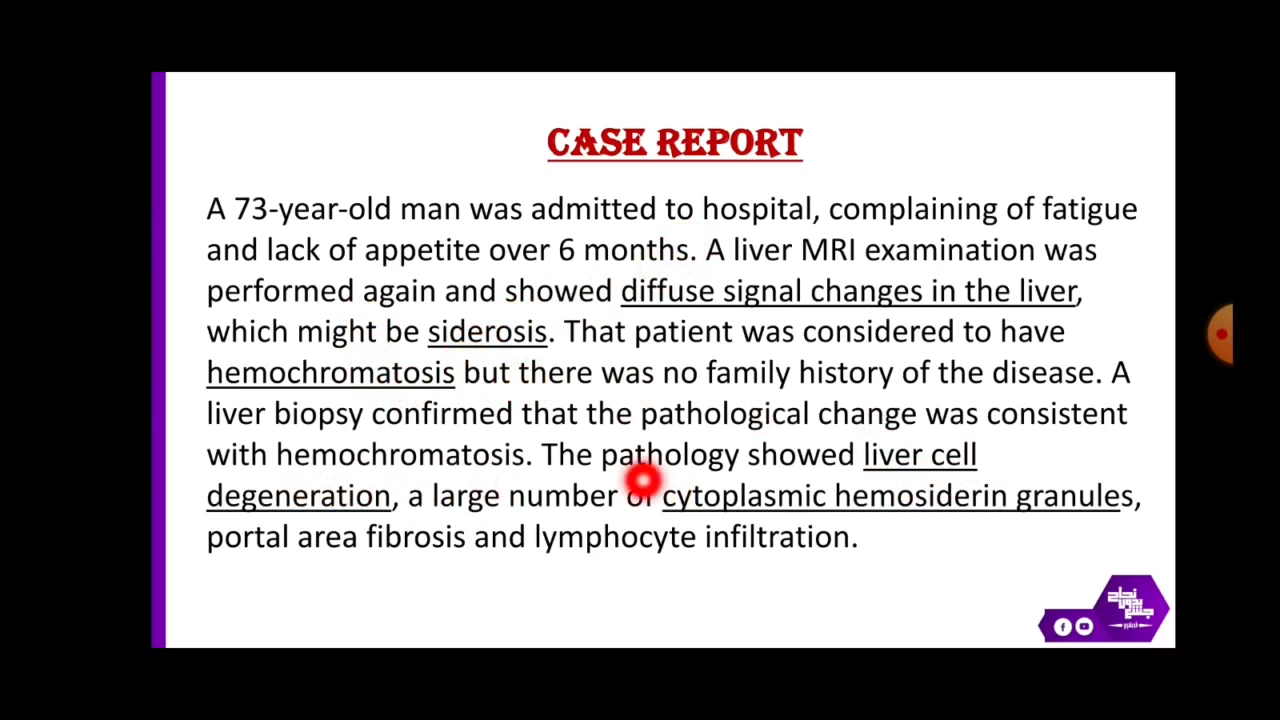 CASE REPORT
A 73-year-old man was admitted to hospital, complaining of fatigue
and lack of appetite over 6 months. A liver MRI examination was
performed again and showed diffuse signal changes in the liver,
which might be siderosis. That patient was considered to have
hemochromatosis but there was no family history of the disease. A
liver biopsy confirmed that the pathological change was consistent
with hemochromatosis. The pathology showed liver cell
degeneration, a large number of cytoplasmic hemosiderin granules,
portal area fibrosis and lymphocyte infiltration.